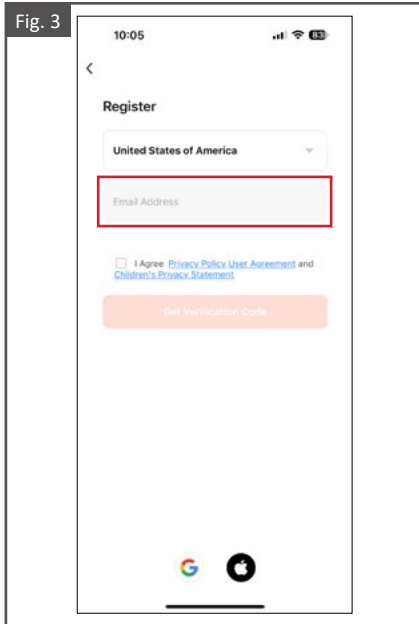 Fig. 3
10:05
83
Register
United States of America
Email Address
I Agree Privacy Policy User Agreement and
Children's Privacy Statement
Get Verification Code
G